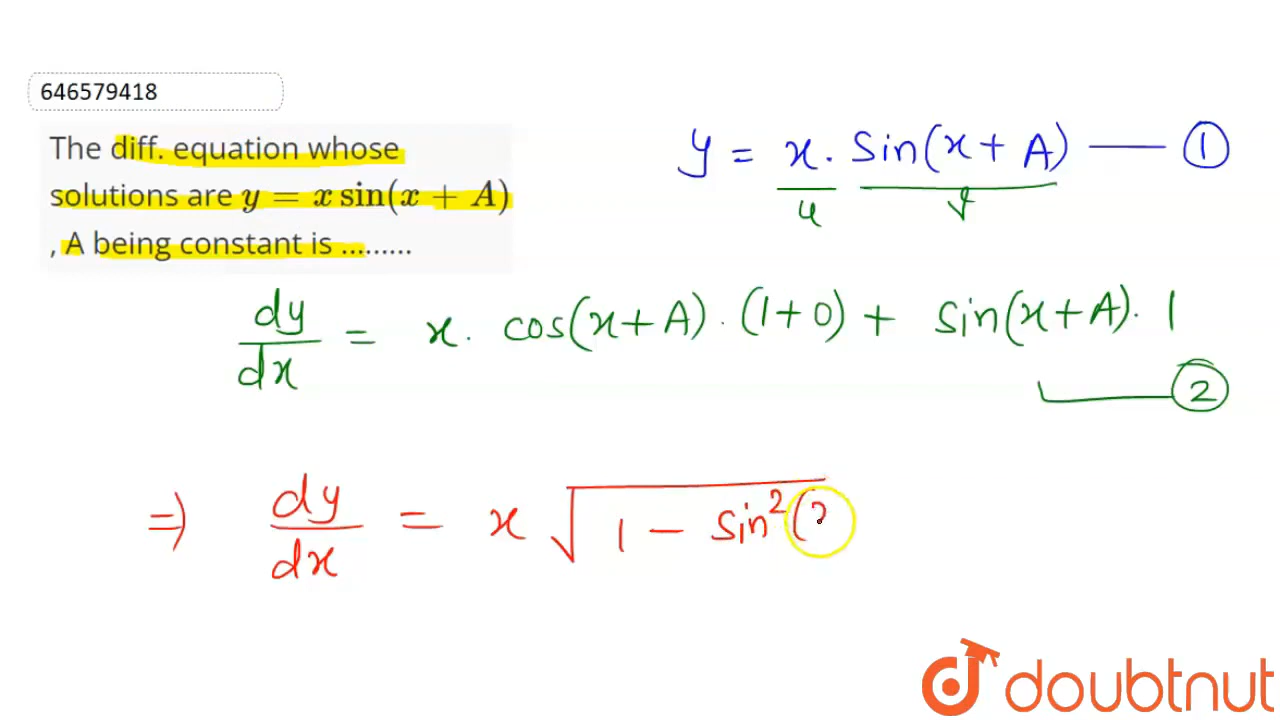 646579418
The diff. equation whose
solutions are y = x sin(x + A)
, A being constant is .........
y = x. Sin(x + A) — ①
u v
dy/dx = x. cos(x+A). (1+0) + sin(x+A). 1
②
⇒ dy/dx = x √1 - sin²(
doubtnut